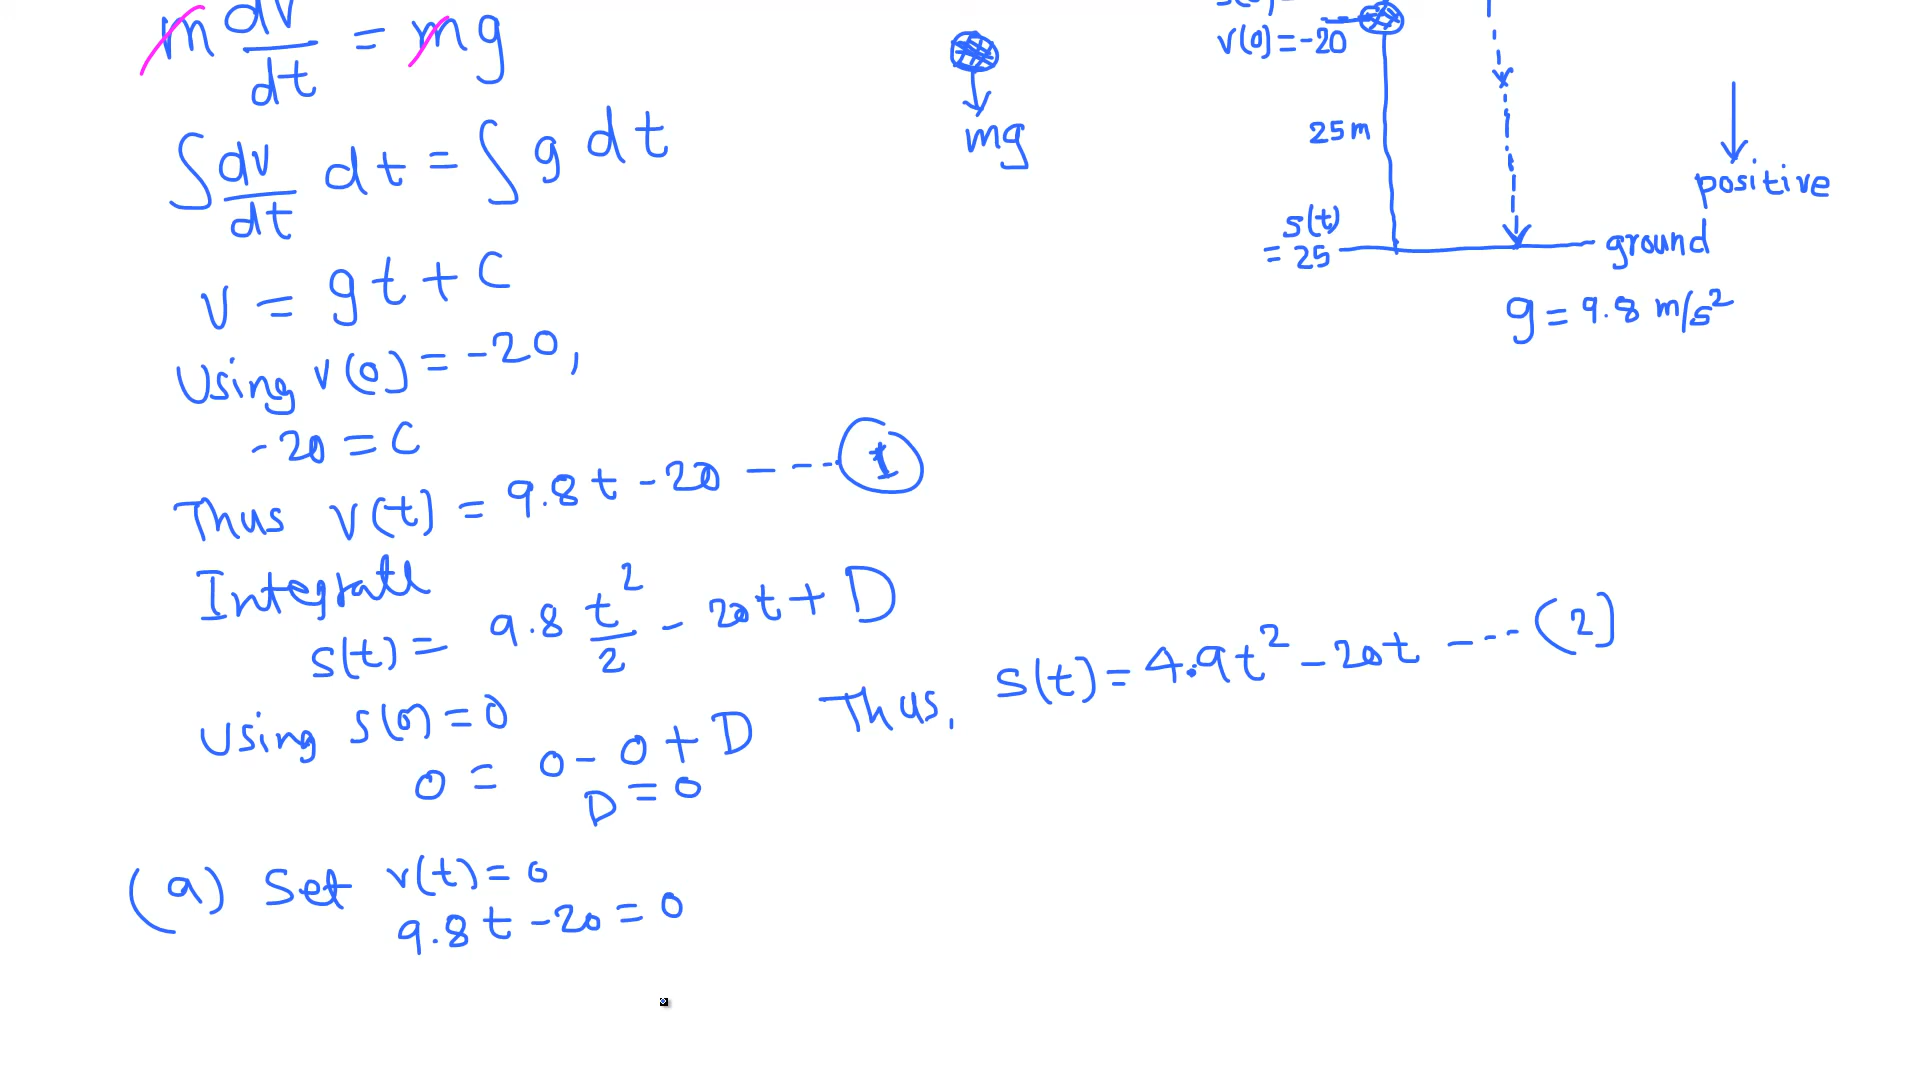 m dv/dt = mg
∫ dv/dt dt = ∫ g dt
v = gt + C
Using v(0) = -20,
-20 = C
Thus v(t) = 9.8t - 20 ---- 1
Integrate
s(t) = 9.8 t²/2 - 20t + D
Using s(0) = 0
0 = 0 - 0 + D
D = 0
Thus, s(t) = 4.9t² - 20t ---- (2)
(a) Set v(t) = 0
9.8t - 20 = 0
mg
v(0) = -20
25m
positive
s(t)
= 25
ground
g = 9.8 m/s²